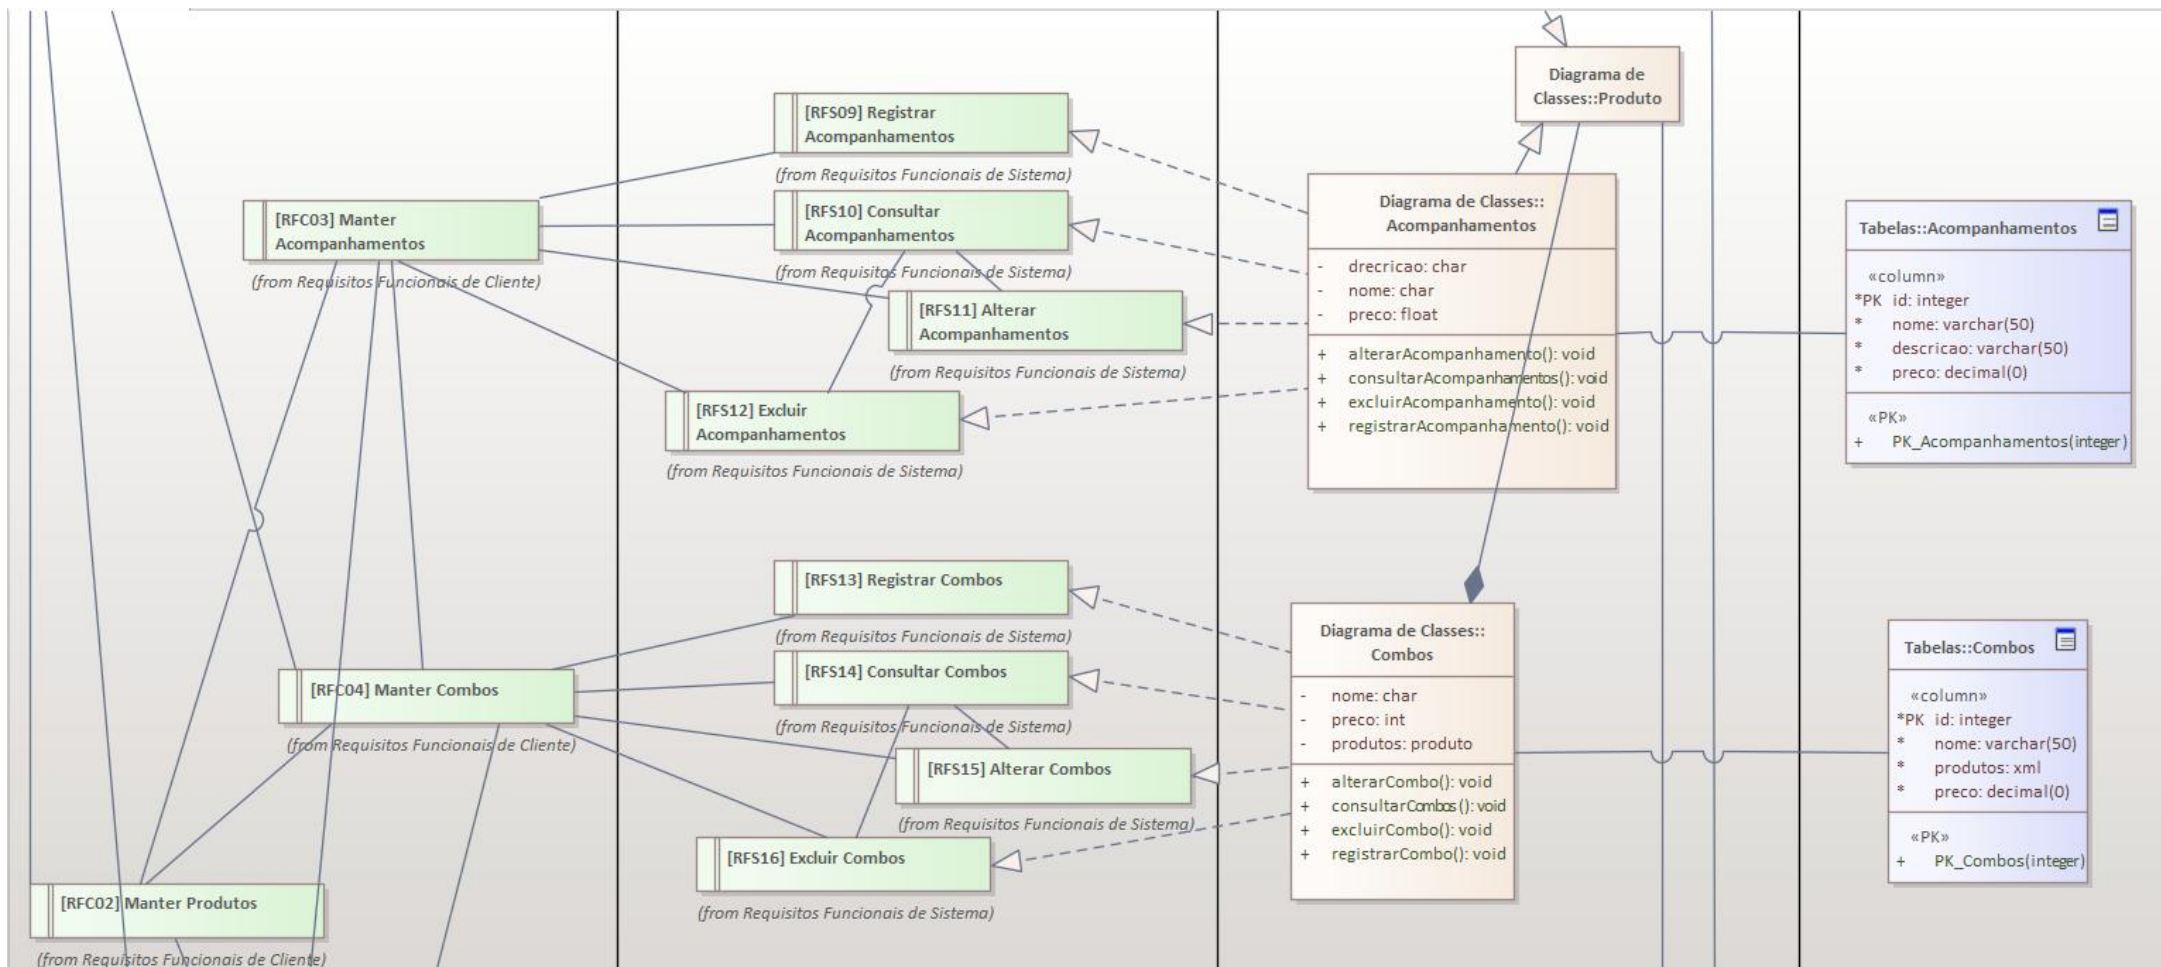 [RFC03] Manter
Acompanhamentos
(from Requisitos Funcionais de Cliente)
[RFC04] Manter Combos
(from Requisitos Funcionais de Cliente)
[RFC02] Manter Produtos
(from Requisitos Funcionais de Cliente)
[RFS09] Registrar
Acompanhamentos
(from Requisitos Funcionais de Sistema)
[RFS10] Consultar
Acompanhamentos
(from Requisitos Funcionais de Sistema)
[RFS11] Alterar
Acompanhamentos
(from Requisitos Funcionais de Sistema)
[RFS12] Excluir
Acompanhamentos
(from Requisitos Funcionais de Sistema)
[RFS13] Registrar Combos
(from Requisitos Funcionais de Sistema)
[RFS14] Consultar Combos
(from Requisitos Funcionais de Sistema)
[RFS15] Alterar Combos
(from Requisitos Funcionais de Sistema)
[RFS16] Excluir Combos
(from Requisitos Funcionais de Sistema)
Diagrama de
Classes::Produto
Diagrama de Classes::
Acompanhamentos
- drecricao: char
- nome: char
- preco: float
+ alterarAcompanhamento(): void
+ consultarAcompanhamentos(): void
+ excluirAcompanhamento(): void
+ registrarAcompanhamento(): void
Diagrama de Classes::
Combos
- nome: char
- preco: int
- produtos: produto
+ alterarCombo(): void
+ consultarCombos(): void
+ excluirCombo(): void
+ registrarCombo(): void
Tabelas::Acompanhamentos
«column»
*PK id: integer
* nome: varchar(50)
* descricao: varchar(50)
* preco: decimal(0)
«PK»
+ PK_Acompanhamentos(integer)
Tabelas::Combos
«column»
*PK id: integer
* nome: varchar(50)
* produtos: xml
* preco: decimal(0)
«PK»
+ PK_Combos(integer)